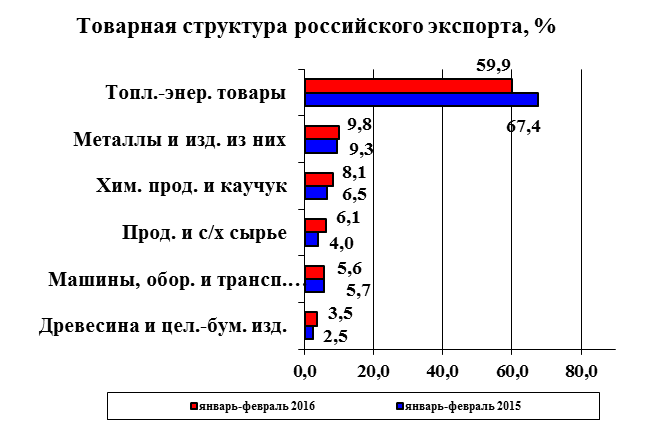 Товарная структура российского экспорта, %
59,9
Топл.-энер. товары
67,4
9,8
Металлы и изд. из них
9,3
8,1
Хим. прод. и каучук
6,5
6,1
Прод. и с/х сырье
4,0
5,6
Машины, обор. и трансп.…
5,7
3,5
Древесина и цел.-бум. изд.
2,5
0,0 20,0 40,0 60,0 80,0
январь-февраль 2016 январь-февраль 2015